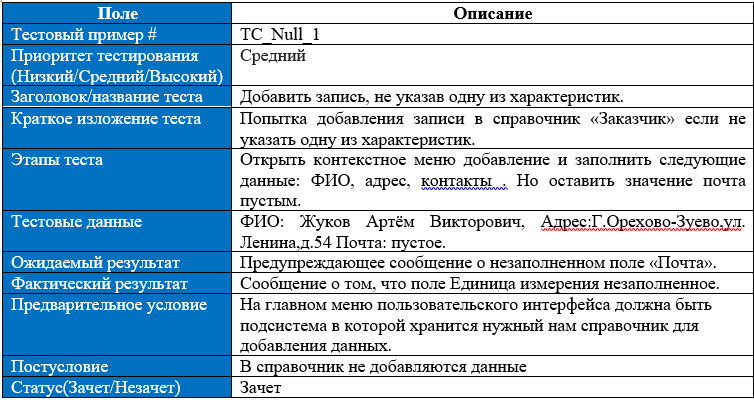 Поле Описание
Тестовый пример # TC_Null_1
Приоритет тестирования Средний
(Низкий/Средний/Высокий)
Заголовок/название теста Добавить запись, не указав одну из характеристик.
Краткое изложение теста Попытка добавления записи в справочник «Заказчик» если не
указать одну из характеристик.
Этапы теста Открыть контекстное меню добавление и заполнить следующие
данные: ФИО, адрес, контакты . Но оставить значение почта
пустым.
Тестовые данные ФИО: Жуков Артём Викторович, Адрес:Г.Орехово-Зуево,ул.
Ленина,д.54 Почта: пустое.
Ожидаемый результат Предупреждающее сообщение о незаполненном поле «Почта».
Фактический результат Сообщение о том, что поле Единица измерения незаполненное.
Предварительное условие На главном меню пользовательского интерфейса должна быть
подсистема в которой хранится нужный нам справочник для
добавления данных.
Постусловие В справочник не добавляются данные
Статус(Зачет/Незачет) Зачет